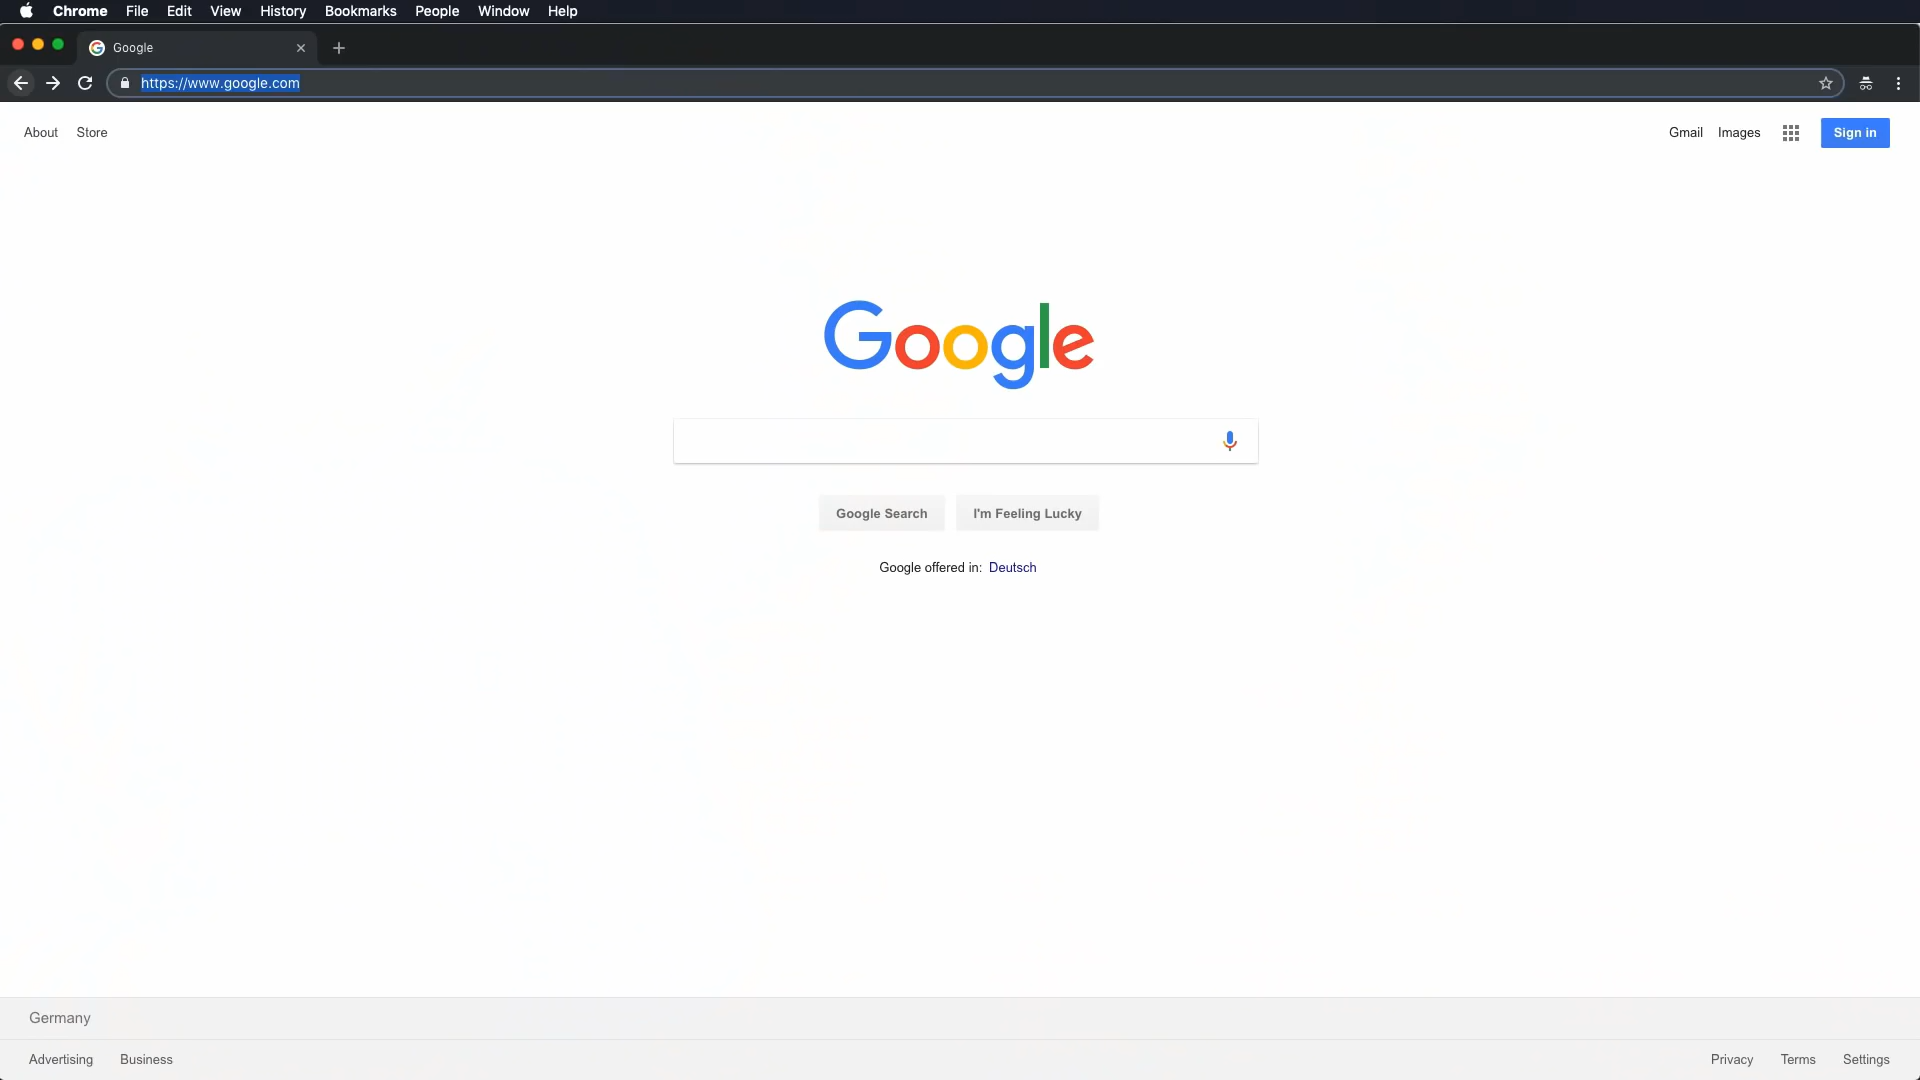 Chrome File Edit View History Bookmarks People Window Help
Google
https://www.google.com
About Store Gmail Images Sign in
Google
Google Search I'm Feeling Lucky
Google offered in: Deutsch
Germany
Advertising Business Privacy Terms Settings